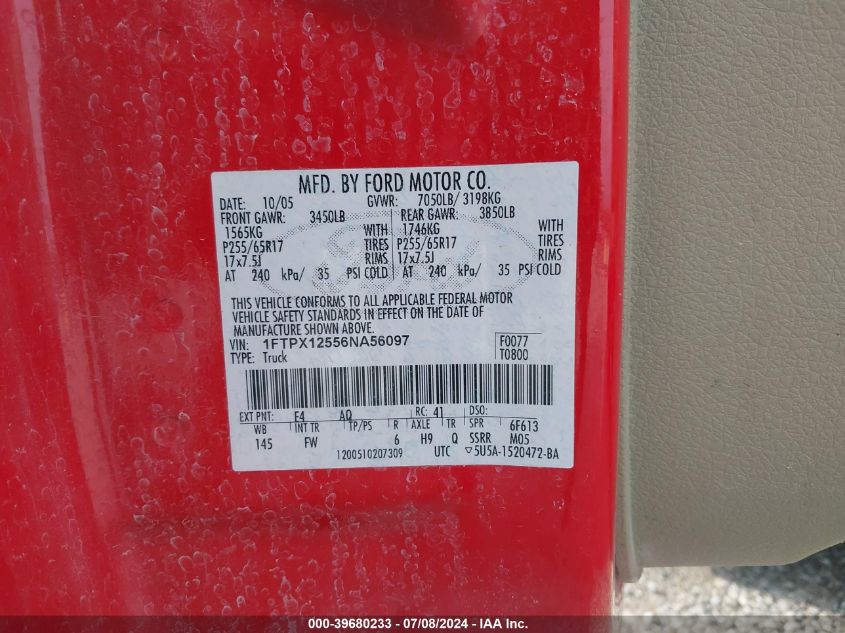 MFD. BY FORD MOTOR CO.
DATE: 10/05 GVWR: 7050LB/ 3198KG
FRONT GAWR: 3450LB REAR GAWR: 3850LB
1565KG WITH 1746KG WITH
P255/65R17 TIRES P255/65R17 TIRES
17x7.5J RIMS 17x7.5J RIMS
AT 240 kPa/ 35 PSI COLD AT 240 kPa/ 35 PSI COLD
THIS VEHICLE CONFORMS TO ALL APPLICABLE FEDERAL MOTOR
VEHICLE SAFETY STANDARDS IN EFFECT ON THE DATE OF
MANUFACTURE SHOWN ABOVE.
VIN: 1FTPX12556NA56097 F0077
TYPE: Truck T0800
EXT PNT: E4 AQ RC: 41 DSO:
WB INT TR TP/PS R AXLE TR SPR 6F613
145 FW 6 H9 Q SSRR M05
1200510207309 UTC ▽5U5A-1520472-BA
000-39680233 - 07/08/2024 - IAA Inc.